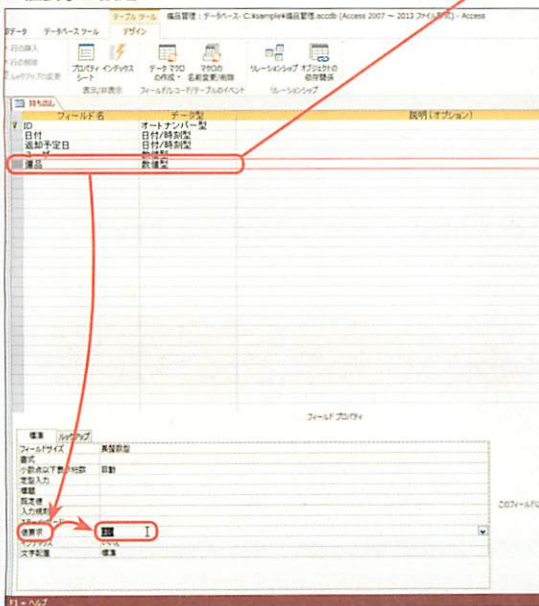 テーブル ツール 備品管理：データベース- C:¥sample¥備品管理.accdb (Access 2007 ～ 2013 ファイル形式) - Access
データベース ツール デザイン
行の挿入
行の削除
ルックアップの変更
プロパティ シート
インデックス
データ マクロの作成
マクロの名前変更/削除
リレーションシップ
オブジェクトの依存関係
表示/非表示 フィールド/レコード/テーブルのイベント リレーションシップ
持ち出し
フィールド名 データ型 説明(オプション)
ID オートナンバー型
日付 日付/時刻型
返却予定日 日付/時刻型
備品 数値型
フィールド プロパティ
標準 ルックアップ
フィールドサイズ 長整数型
書式
小数点以下表示桁数 自動
定型入力
標題
既定値
入力規則
値要求
文字配置 標準
F1 = ヘルプ